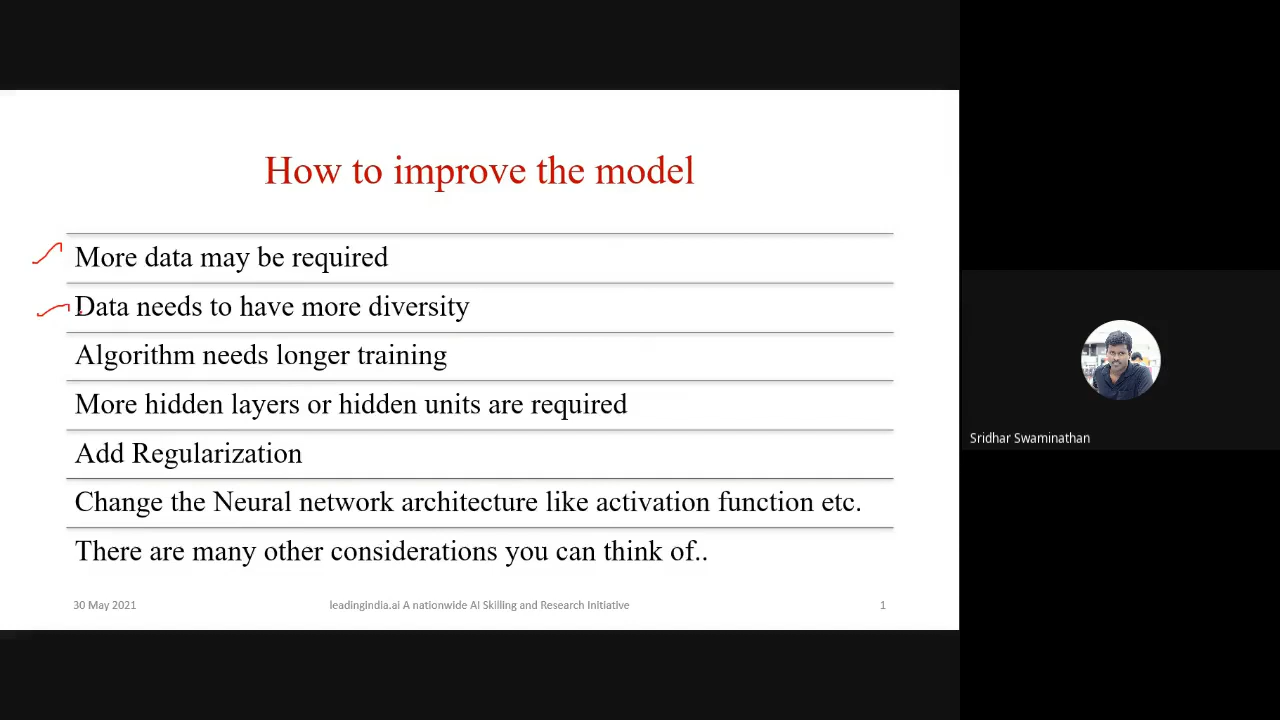 How to improve the model
More data may be required
Data needs to have more diversity
Algorithm needs longer training
More hidden layers or hidden units are required
Add Regularization
Change the Neural network architecture like activation function etc.
There are many other considerations you can think of..
30 May 2021
leadingindia.ai A nationwide AI Skilling and Research Initiative
1
Sridhar Swaminathan